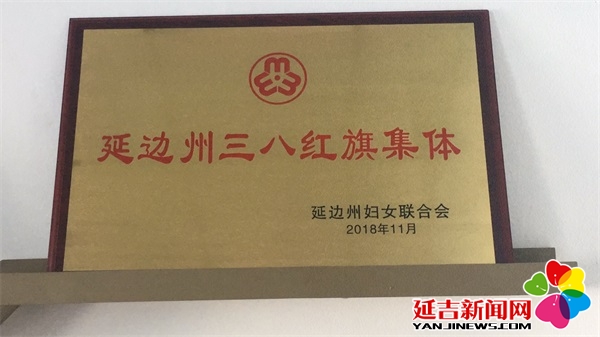 延边州三八红旗集体
延边州妇女联合会
2018年11月
延吉新闻网
YANJINEWS.COM